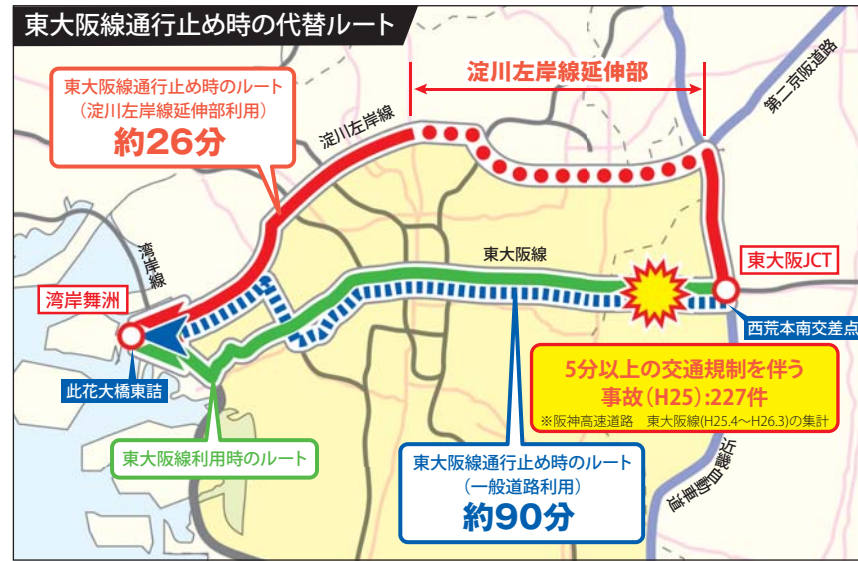 東大阪線通行止め時の代替ルート
淀川左岸線延伸部
第二京阪道路
東大阪線通行止め時のルート
(淀川左岸線延伸部利用)
約26分
淀川左岸線
湾岸線
東大阪線
東大阪JCT
湾岸舞洲
西荒本南交差点
此花大橋東詰
5分以上の交通規制を伴う
事故(H25):227件
※阪神高速道路 東大阪線(H25.4〜H26.3)の集計
東大阪線利用時のルート
東大阪線通行止め時のルート
(一般道路利用)
約90分
近畿自動車道